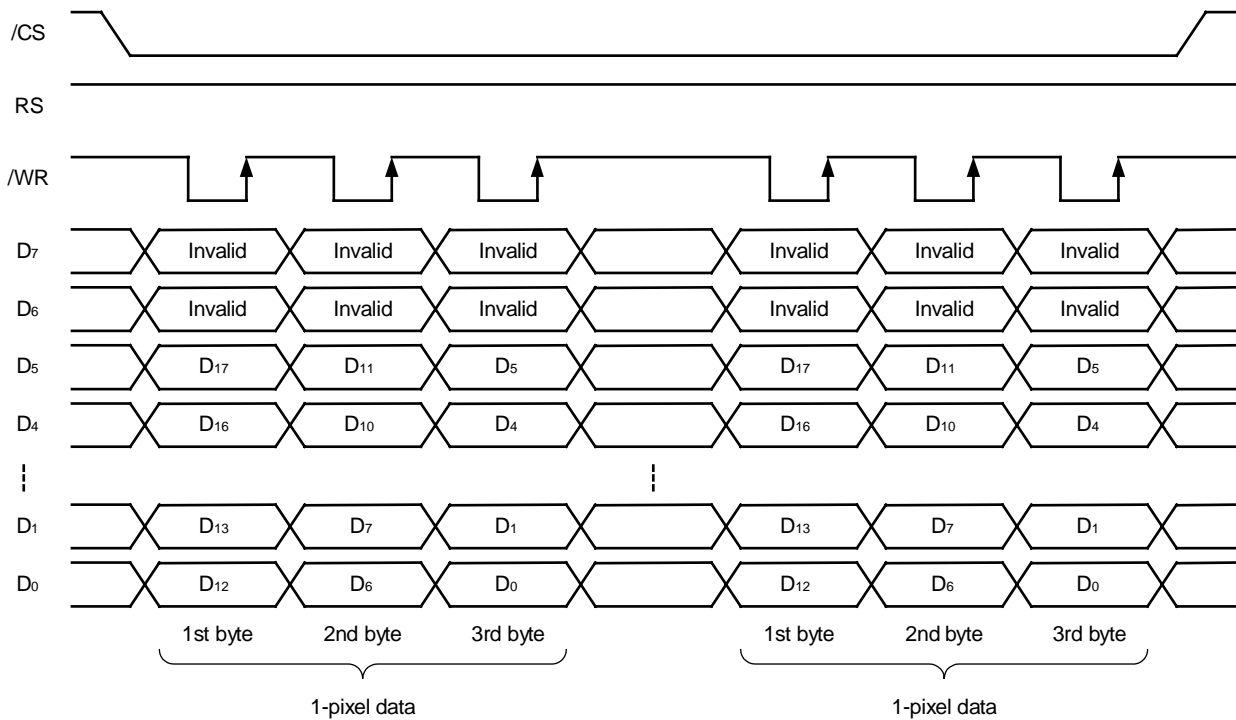 /CS
RS
/WR
D7 Invalid Invalid Invalid Invalid Invalid Invalid
D6 Invalid Invalid Invalid Invalid Invalid Invalid
D5 D17 D11 D5 D17 D11 D5
D4 D16 D10 D4 D16 D10 D4
D1 D13 D7 D1 D13 D7 D1
D0 D12 D6 D0 D12 D6 D0
1st byte 2nd byte 3rd byte 1st byte 2nd byte 3rd byte
1-pixel data 1-pixel data